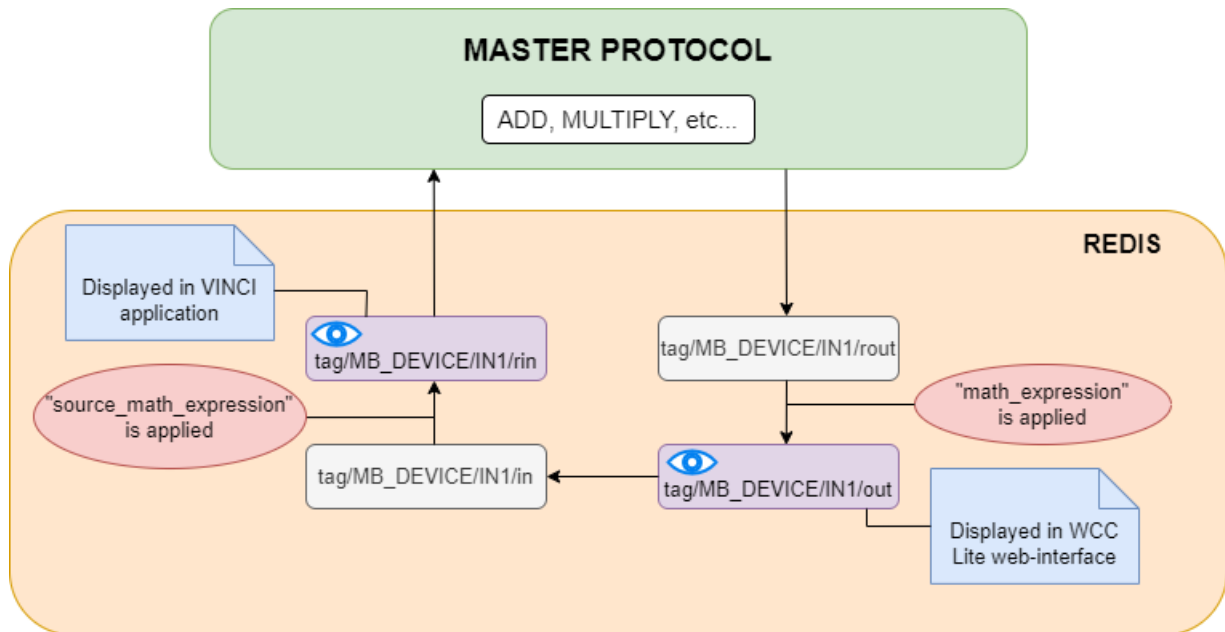 MASTER PROTOCOL
ADD, MULTIPLY, etc...
REDIS
Displayed in VINCI
application
tag/MB_DEVICE/IN1/rin
tag/MB_DEVICE/IN1/rout
"source_math_expression"
is applied
"math_expression"
is applied
tag/MB_DEVICE/IN1/in
tag/MB_DEVICE/IN1/out
Displayed in WCC
Lite web-interface